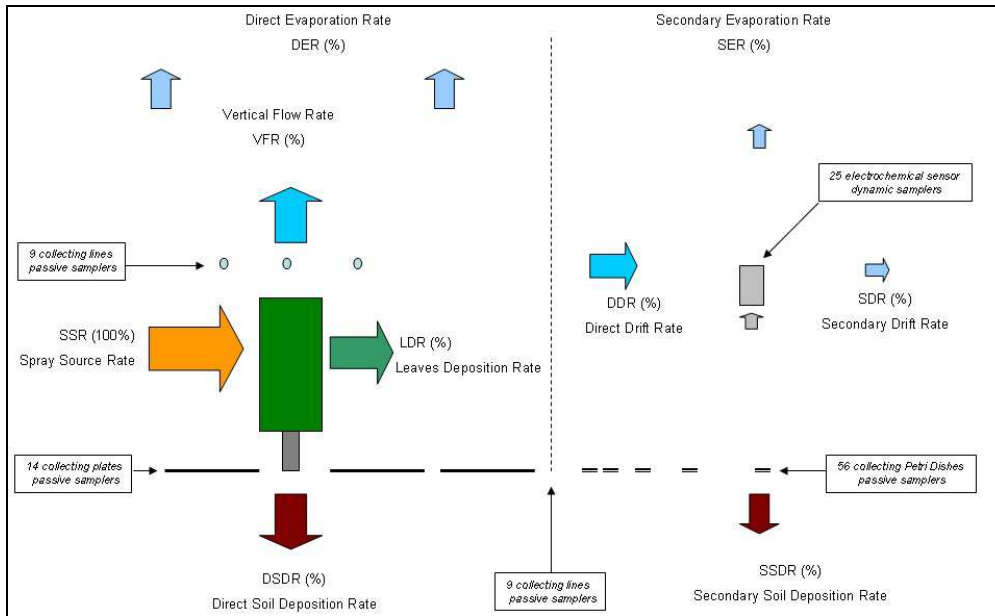 Direct Evaporation Rate
DER (%)
Secondary Evaporation Rate
SER (%)
Vertical Flow Rate
VFR (%)
25 electrochemical sensor
dynamic samplers
9 collecting lines
passive samplers
SSR (100%)
Spray Source Rate
LDR (%)
Leaves Deposition Rate
DDR (%)
Direct Drift Rate
SDR (%)
Secondary Drift Rate
14 collecting plates
passive samplers
56 collecting Petri Dishes
passive samplers
DSDR (%)
Direct Soil Deposition Rate
9 collecting lines
passive samplers
SSDR (%)
Secondary Soil Deposition Rate